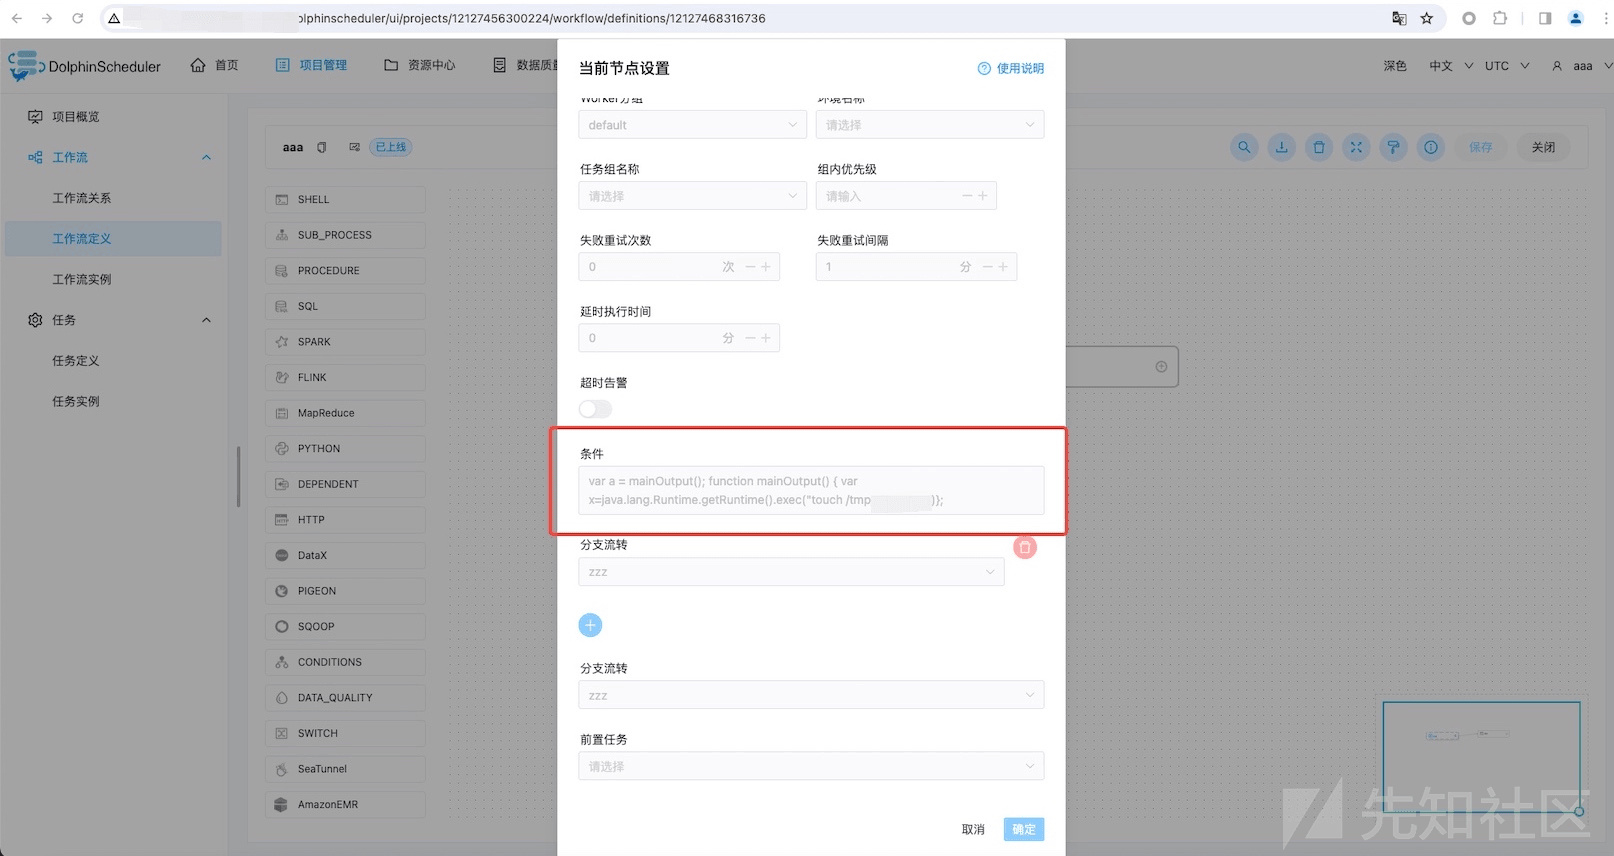 olphinscheduler/ui/projects/12127456300224/workflow/definitions/12127468316736
DolphinScheduler
首页
项目管理
资源中心
数据质量
深色
中文
UTC
aaa
项目概览
工作流
工作流关系
工作流定义
工作流实例
任务
任务定义
任务实例
aaa
已上线
保存
关闭
SHELL
SUB_PROCESS
PROCEDURE
SQL
SPARK
FLINK
MapReduce
PYTHON
DEPENDENT
HTTP
DataX
PIGEON
SQOOP
CONDITIONS
DATA_QUALITY
SWITCH
SeaTunnel
AmazonEMR
当前节点设置
使用说明
Worker分组
环境名称
default
请选择
任务组名称
组内优先级
请选择
请输入
失败重试次数
失败重试间隔
0 次
1 分
延时执行时间
0 分
超时告警
条件
var a = mainOutput(); function mainOutput() { var
x=java.lang.Runtime.getRuntime().exec("touch /tmp
)};
分支流转
zzz
分支流转
zzz
前置任务
请选择
取消
确定
先知社区